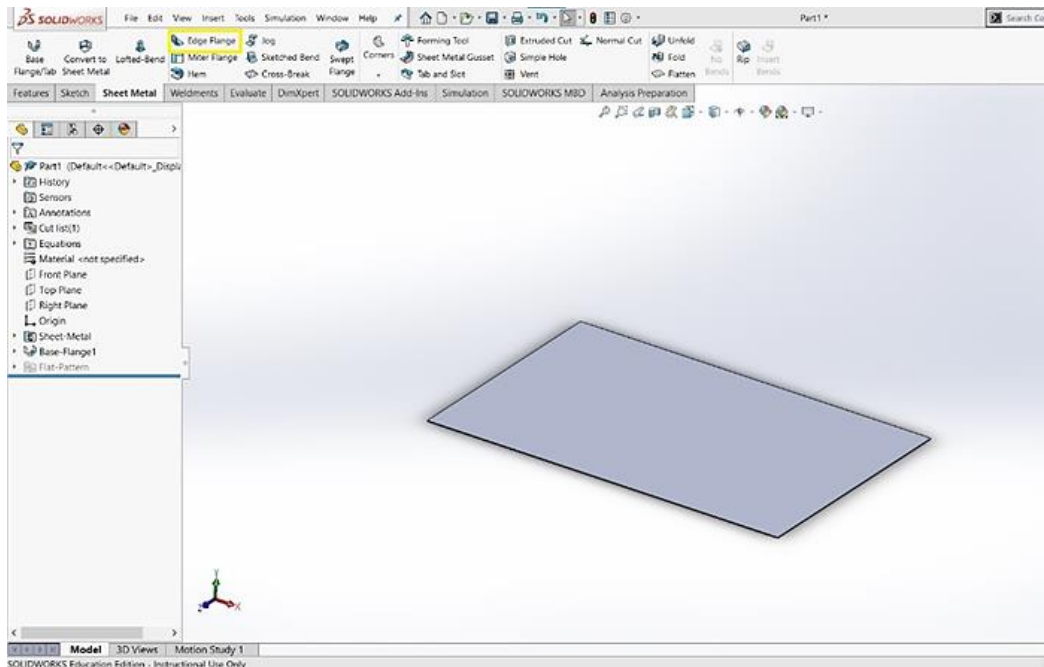 SOLIDWORKS File Edit View Insert Tools Simulation Window Help Part1 * Search Co
Base Flange/Tab
Convert to Sheet Metal
Lofted-Bend
Edge Flange
Miter Flange
Hem
Jog
Sketched Bend
Cross-Break
Swept Flange
Corners
Forming Tool
Sheet Metal Gusset
Tab and Slot
Extruded Cut
Simple Hole
Vent
Normal Cut
Unfold
Fold
Flatten
No Bends
Rip
Insert Bends
Features Sketch Sheet Metal Weldments Evaluate DimXpert SOLIDWORKS Add-Ins Simulation SOLIDWORKS MBD Analysis Preparation
Part1 (Default<<Default>_Displa
History
Sensors
Annotations
Cut list(1)
Equations
Material <not specified>
Front Plane
Top Plane
Right Plane
Origin
Sheet-Metal
Base-Flange1
Flat-Pattern
Y
Z
X
Model 3D Views Motion Study 1
SOLIDWORKS Education Edition - Instructional Use Only